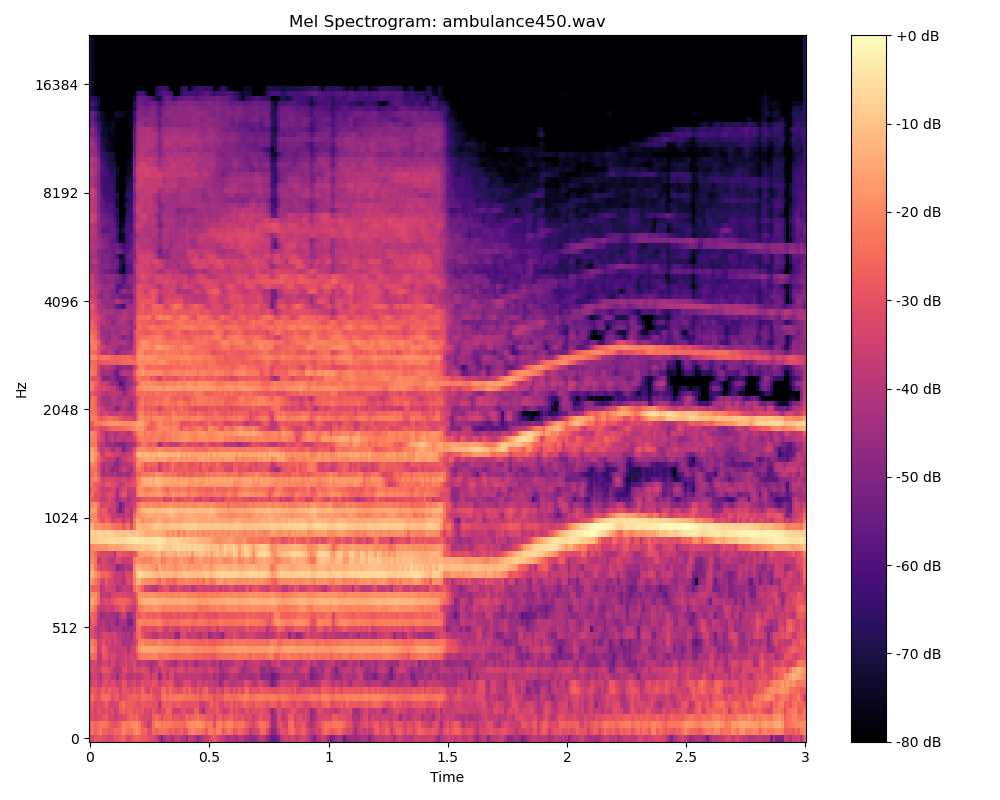 Mel Spectrogram: ambulance450.wav
+0 dB
16384
-10 dB
8192
-20 dB
4096
-30 dB
Hz
2048
-40 dB
-50 dB
1024
-60 dB
512
-70 dB
0
-80 dB
0 0.5 1 1.5 2 2.5 3
Time